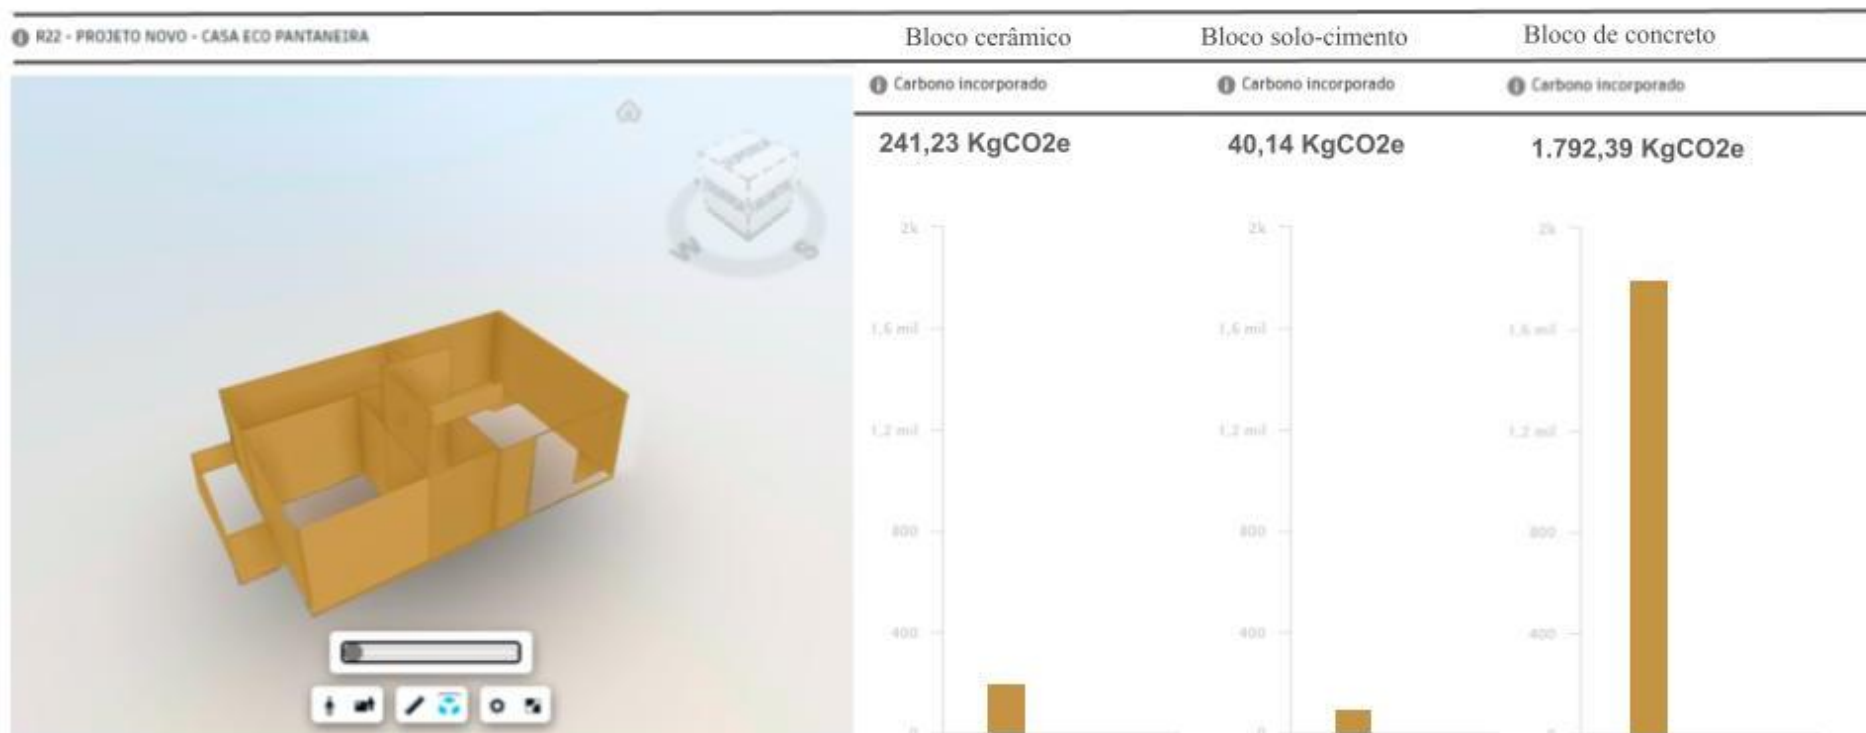 R22 - PROJETO NOVO - CASA ECO PANTANEIRA
Bloco cerâmico
Bloco solo-cimento
Bloco de concreto
Carbono incorporado
Carbono incorporado
Carbono incorporado
241,23 KgCO2e
40,14 KgCO2e
1.792,39 KgCO2e
2k
1,6 mil
1,2 mil
800
400
0
2k
1,6 mil
1,2 mil
800
400
0
2k
1,6 mil
1,2 mil
800
400
0
W
S